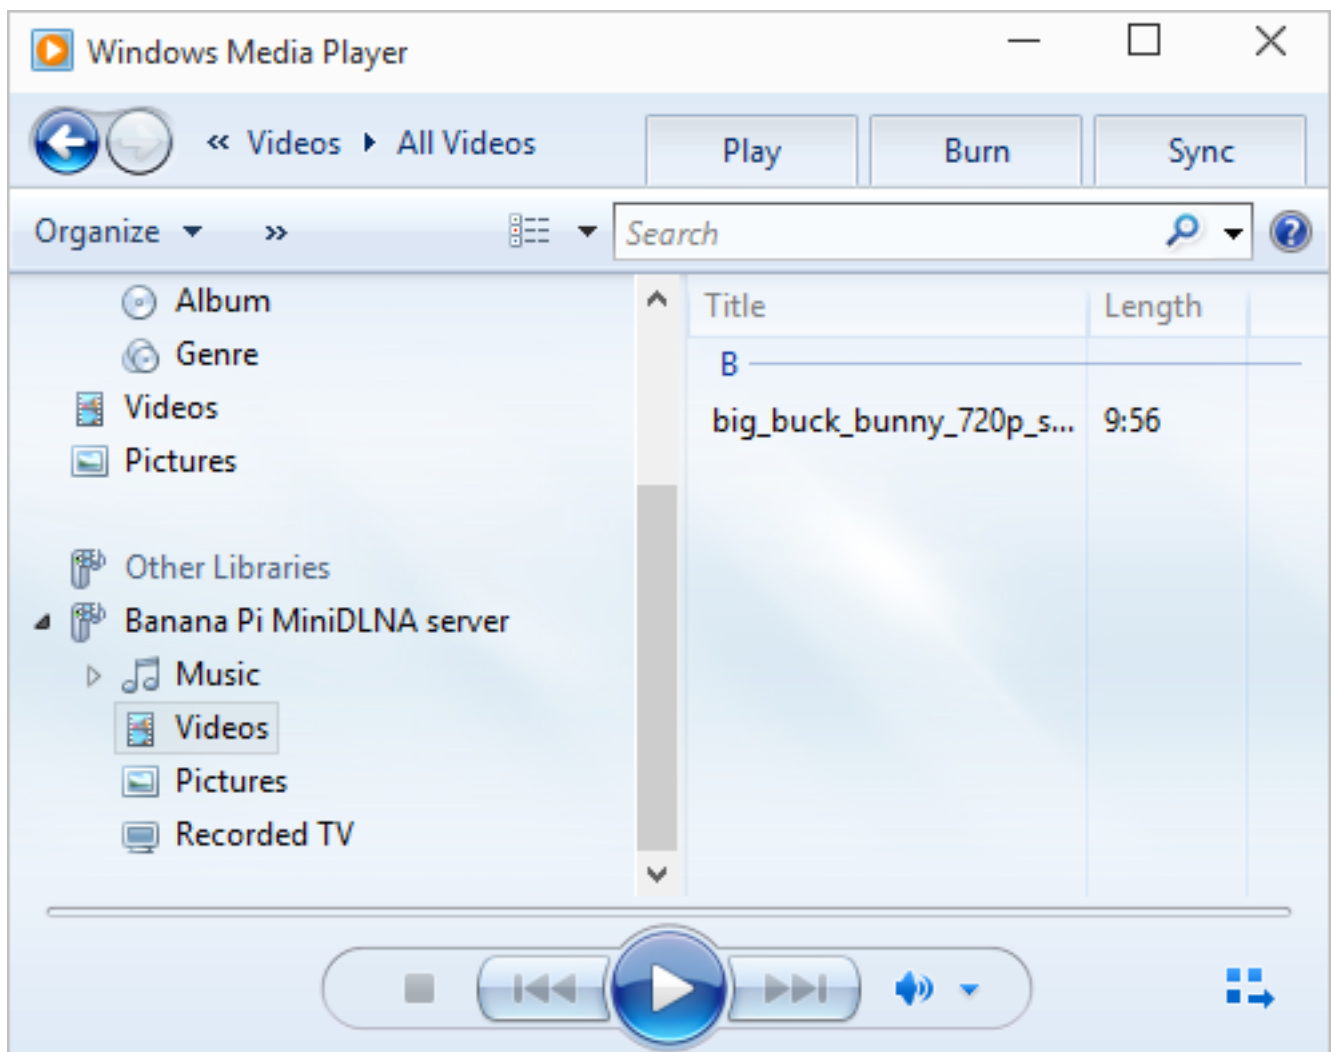 Windows Media Player
« Videos ▸ All Videos
Play
Burn
Sync
Organize
»
Search
Album
Genre
Videos
Pictures
Other Libraries
Banana Pi MiniDLNA server
Music
Videos
Pictures
Recorded TV
Title
Length
B
big_buck_bunny_720p_s... 9:56